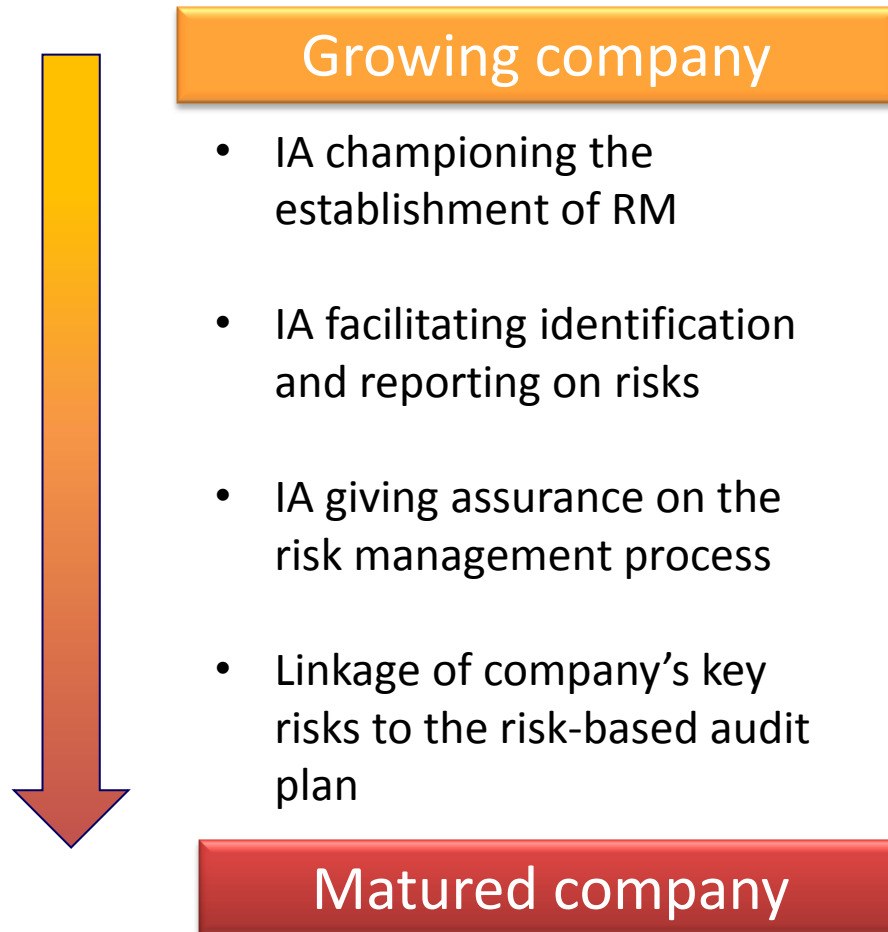 Growing company
• IA championing the
establishment of RM
• IA facilitating identification
and reporting on risks
• IA giving assurance on the
risk management process
• Linkage of company’s key
risks to the risk-based audit
plan
Matured company